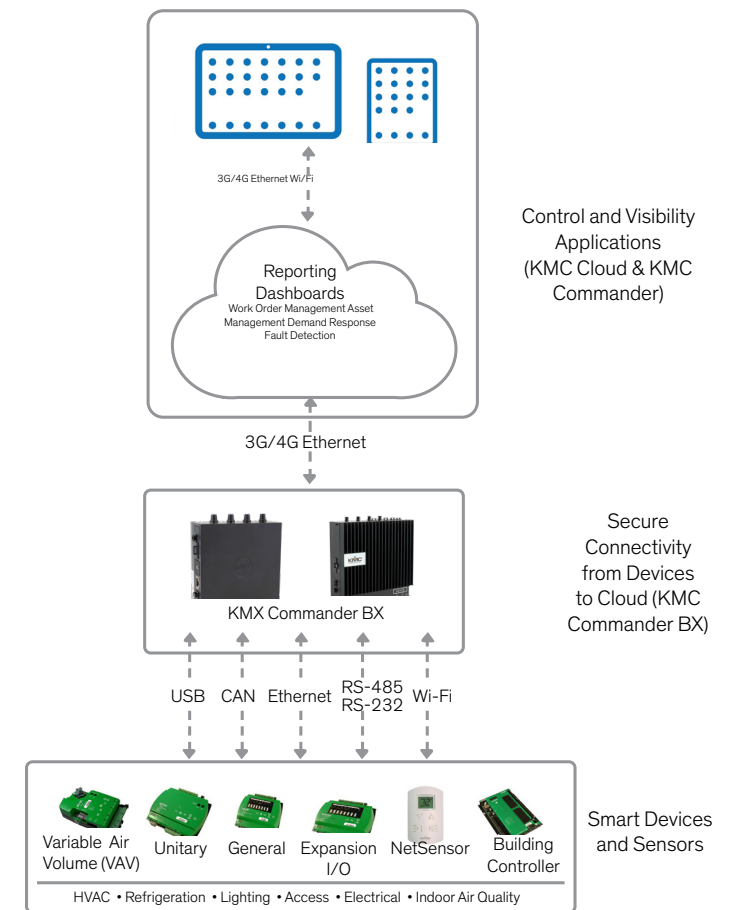 3G/4G Ethernet Wi/Fi
Reporting
Dashboards
Work Order Management Asset
Management Demand Response
Fault Detection
Control and Visibility
Applications
(KMC Cloud & KMC
Commander)
3G/4G Ethernet
KMC
KMX Commander BX
Secure
Connectivity
from Devices
to Cloud (KMC
Commander BX)
USB
CAN
Ethernet
RS-485
RS-232
Wi-Fi
Variable Air
Volume (VAV)
Unitary
General
Expansion
I/O
NetSensor
Building
Controller
Smart Devices
and Sensors
HVAC • Refrigeration • Lighting • Access • Electrical • Indoor Air Quality